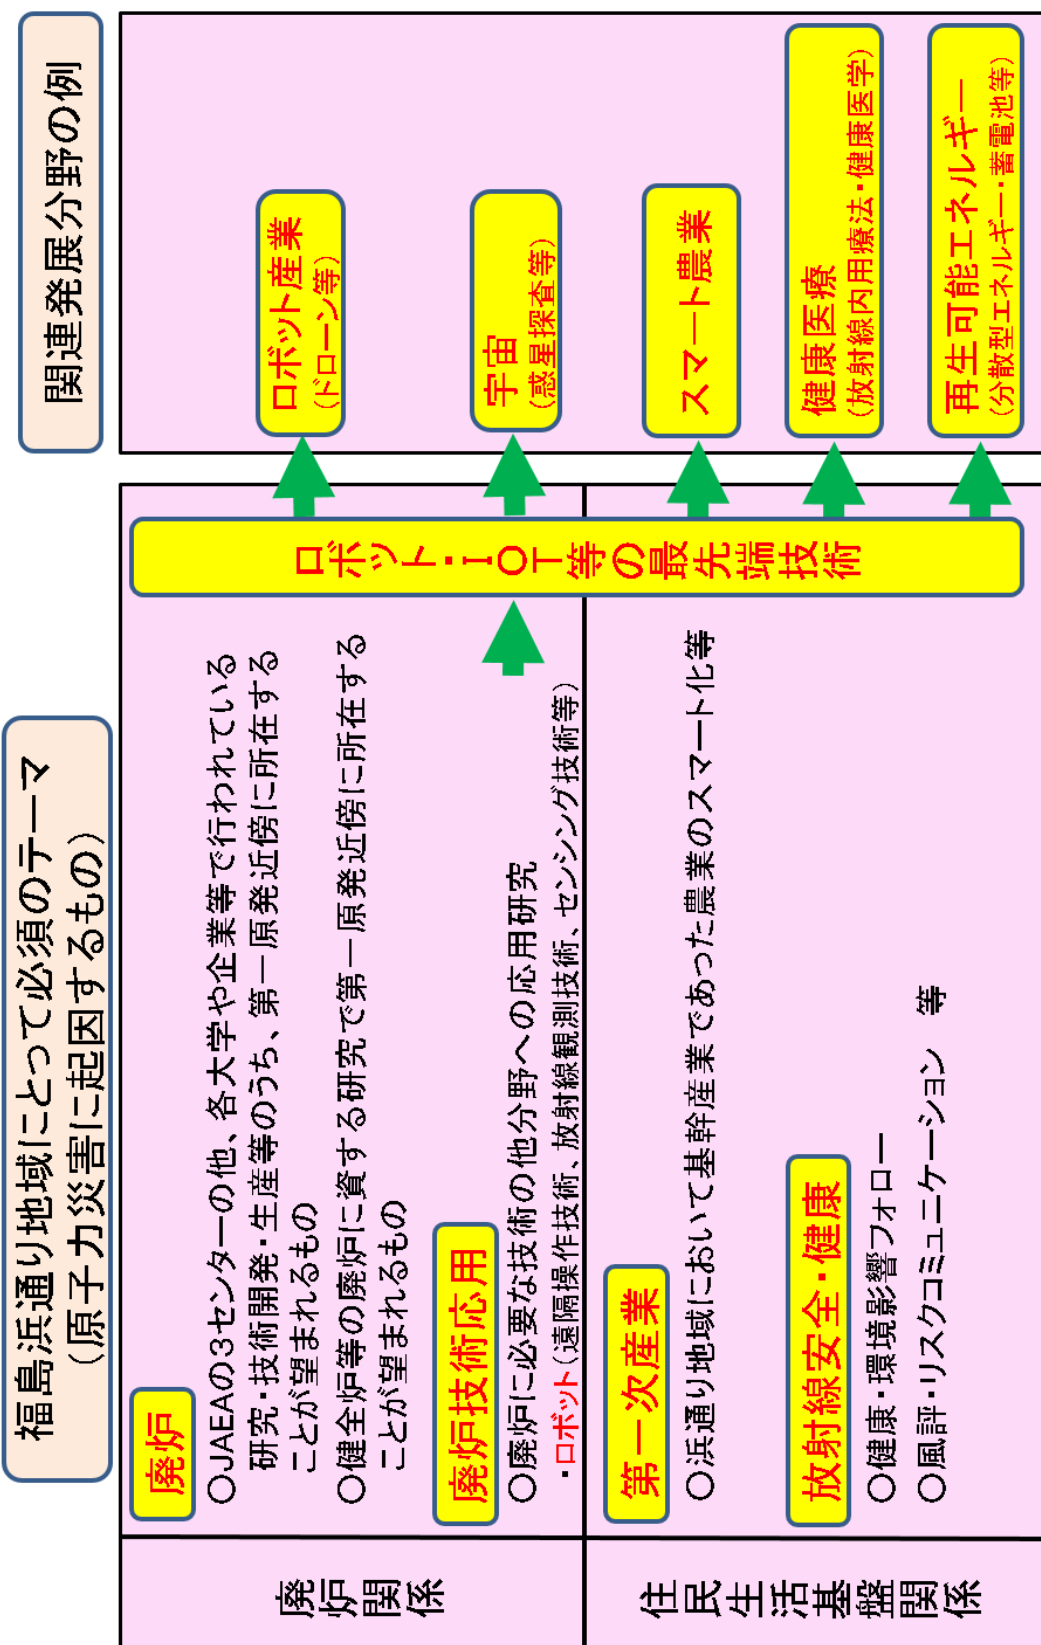 福島浜通り地域にとって必須のテーマ
(原子力災害に起因するもの)
関連発展分野の例
廃炉関係
廃炉
〇JAEAの3センターの他、各大学や企業等で行われている
研究・技術開発・生産等のうち、第一原発近傍に所在する
ことが望まれるもの
〇健全炉等の廃炉に資する研究で第一原発近傍に所在する
ことが望まれるもの
廃炉技術応用
〇廃炉に必要な技術の他分野への応用研究
・ロボット(遠隔操作技術、放射線観測技術、センシング技術等)
住民生活基盤関係
第一次産業
〇浜通り地域において基幹産業であった農業のスマート化等
放射線安全・健康
〇健康・環境影響フォロー
〇風評・リスクコミュニケーション　等
ロボット・IOT等の最先端技術
ロボット産業
(ドローン等)
宇宙
(惑星探査等)
スマート農業
健康医療
(放射線内用療法・健康医学)
再生可能エネルギー
(分散型エネルギー・蓄電池等)